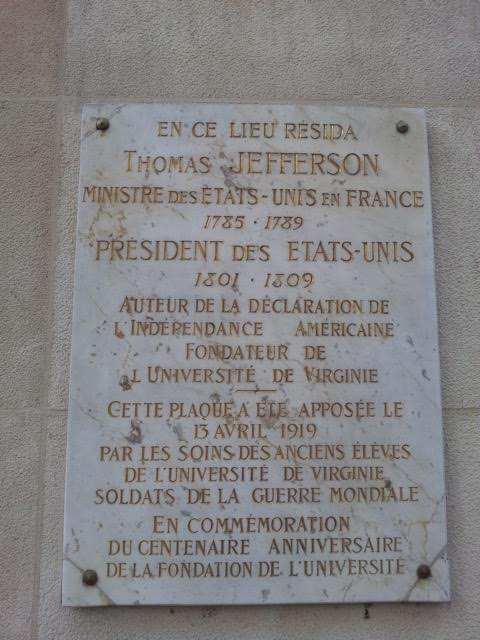 EN CE LIEU RÉSIDA
THOMAS JEFFERSON
MINISTRE DES ÉTATS-UNIS EN FRANCE
1785 · 1789
PRÉSIDENT DES ETATS-UNIS
1801 · 1809
AUTEUR DE LA DÉCLARATION DE
L'INDÉPENDANCE AMÉRICAINE
FONDATEUR DE
L'UNIVERSITÉ DE VIRGINIE
CETTE PLAQUE A ÉTÉ APPOSÉE LE
13 AVRIL 1919
PAR LES SOINS DES ANCIENS ÉLÈVES
DE L'UNIVERSITÉ DE VIRGINIE
SOLDATS DE LA GUERRE MONDIALE
EN COMMÉMORATION
DU CENTENAIRE ANNIVERSAIRE
DE LA FONDATION DE L'UNIVERSITÉ